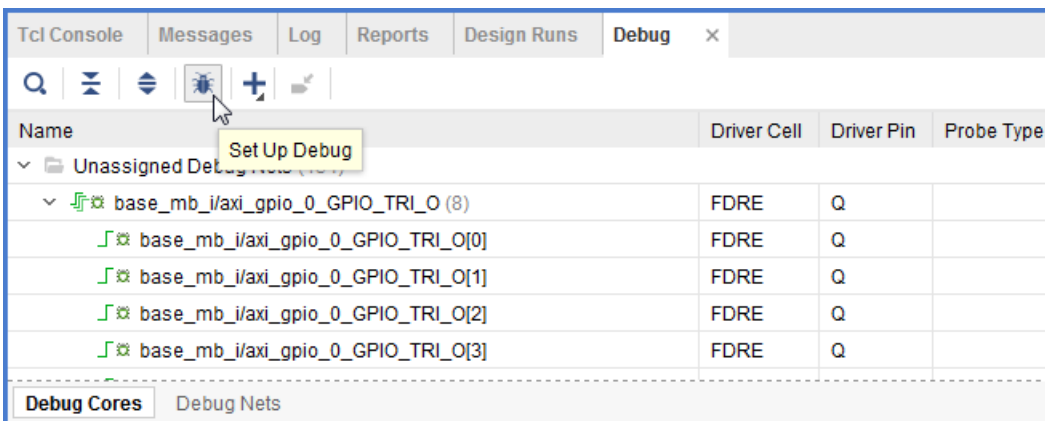 Tcl Console Messages Log Reports Design Runs Debug ×
Set Up Debug
Name Driver Cell Driver Pin Probe Type
Unassigned Debug Nets
base_mb_i/axi_gpio_0_GPIO_TRI_O (8) FDRE Q
base_mb_i/axi_gpio_0_GPIO_TRI_O[0] FDRE Q
base_mb_i/axi_gpio_0_GPIO_TRI_O[1] FDRE Q
base_mb_i/axi_gpio_0_GPIO_TRI_O[2] FDRE Q
base_mb_i/axi_gpio_0_GPIO_TRI_O[3] FDRE Q
Debug Cores Debug Nets